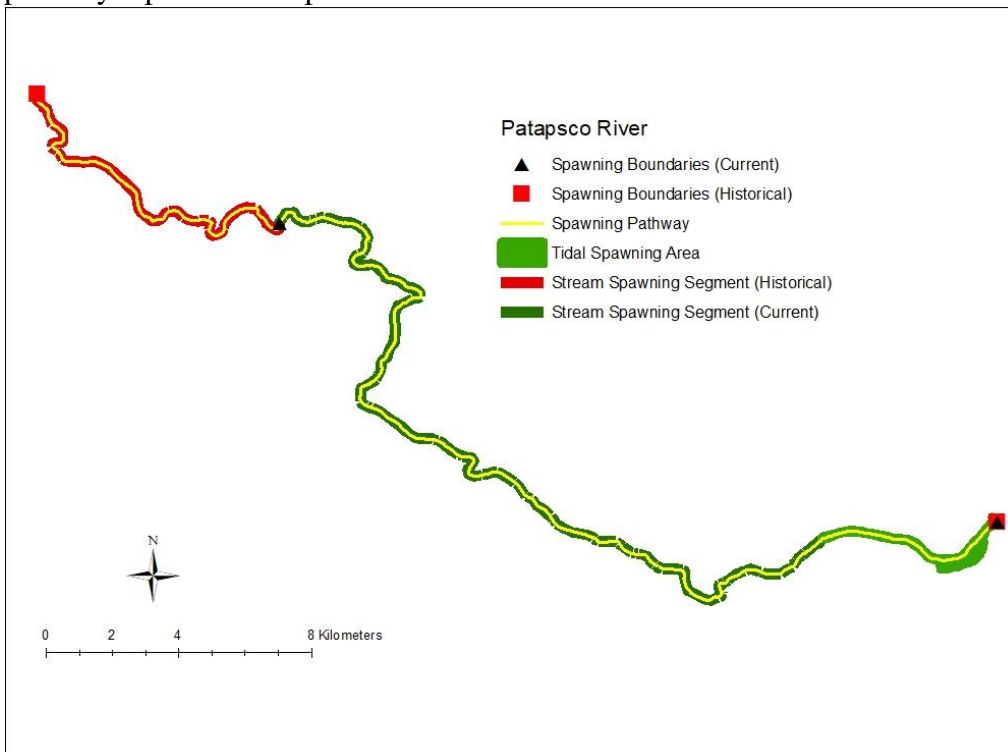 Patapsco River
Spawning Boundaries (Current)
Spawning Boundaries (Historical)
Spawning Pathway
Tidal Spawning Area
Stream Spawning Segment (Historical)
Stream Spawning Segment (Current)
N
0 2 4 8 Kilometers